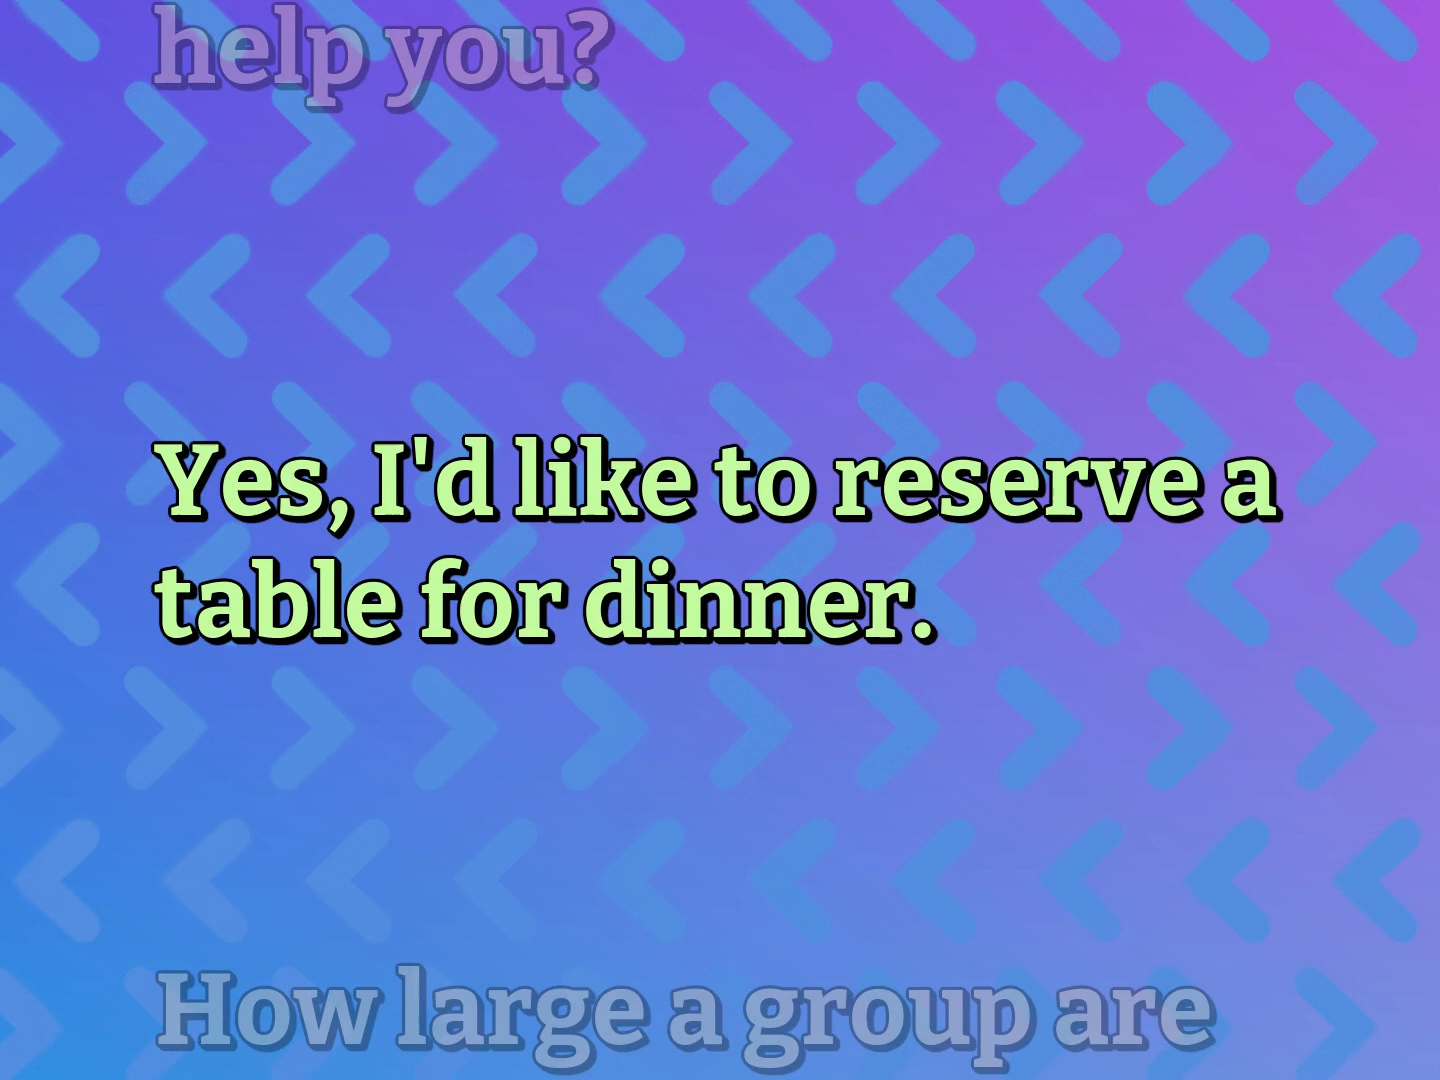 help you?
Yes, I'd like to reserve a
table for dinner.
How large a group are